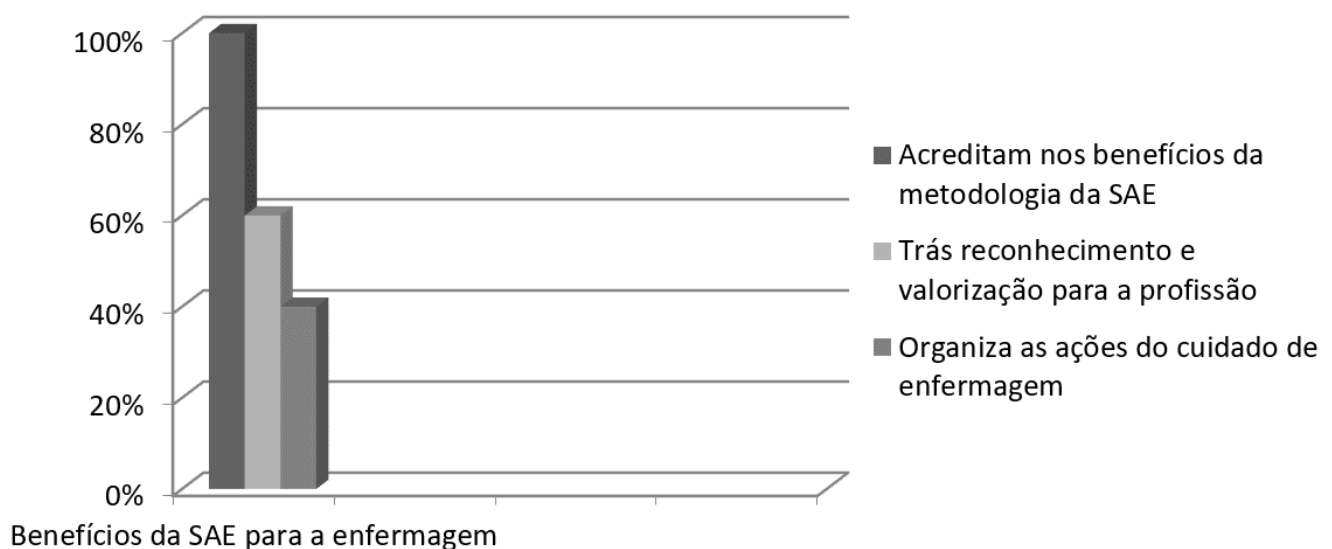 100%
80%
60%
40%
20%
0%
Benefícios da SAE para a enfermagem
Acreditam nos benefícios da
metodologia da SAE
Trás reconhecimento e
valorização para a profissão
Organiza as ações do cuidado de
enfermagem